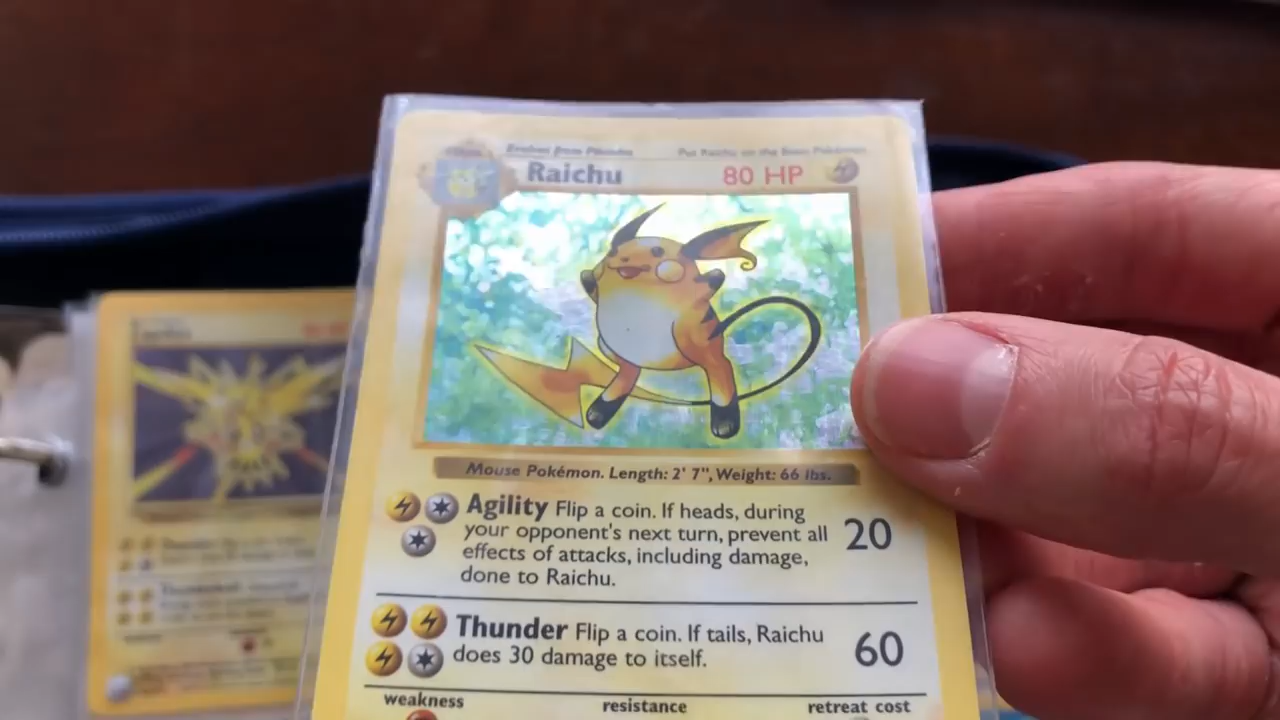 Evolves from Pikachu Put Raichu on the Basic Pokémon
Raichu 80 HP
Mouse Pokémon. Length: 2' 7", Weight: 66 lbs.
Agility Flip a coin. If heads, during
your opponent's next turn, prevent all 20
effects of attacks, including damage,
done to Raichu.
Thunder Flip a coin. If tails, Raichu 60
does 30 damage to itself.
weakness resistance retreat cost